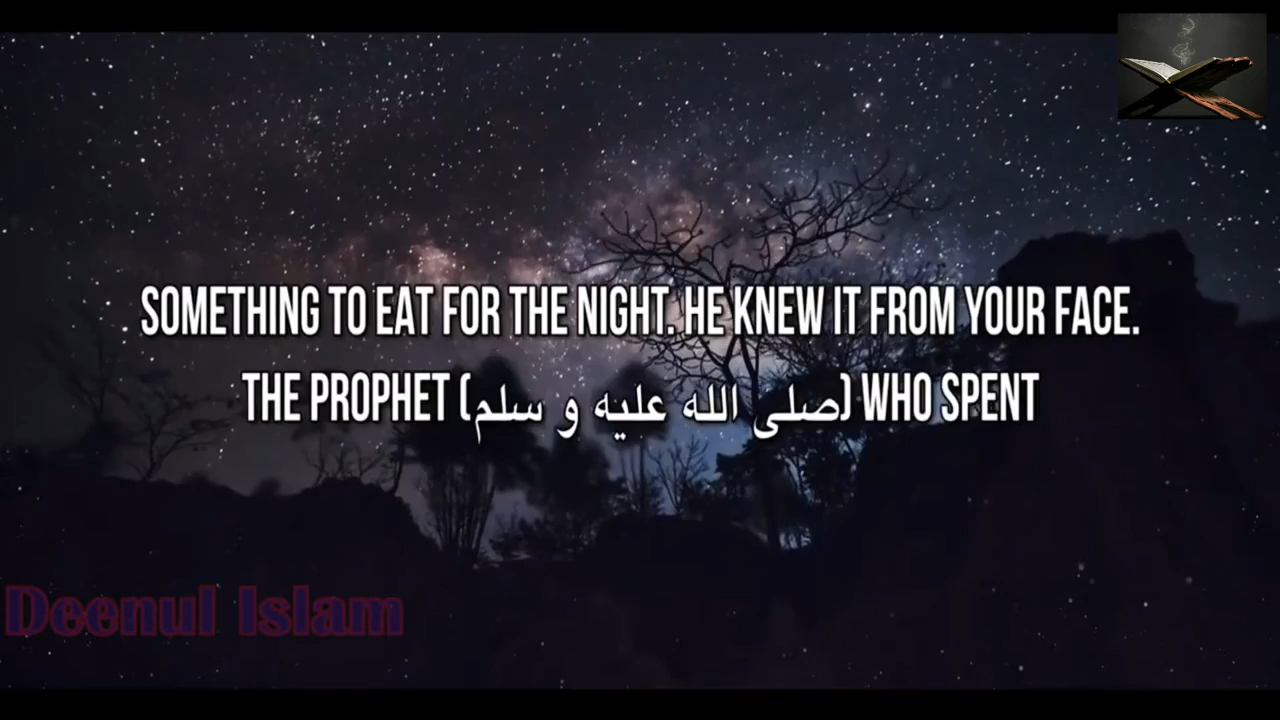 SOMETHING TO EAT FOR THE NIGHT. HE KNEW IT FROM YOUR FACE.
THE PROPHET (صلى الله عليه و سلم) WHO SPENT
Deenul Islam